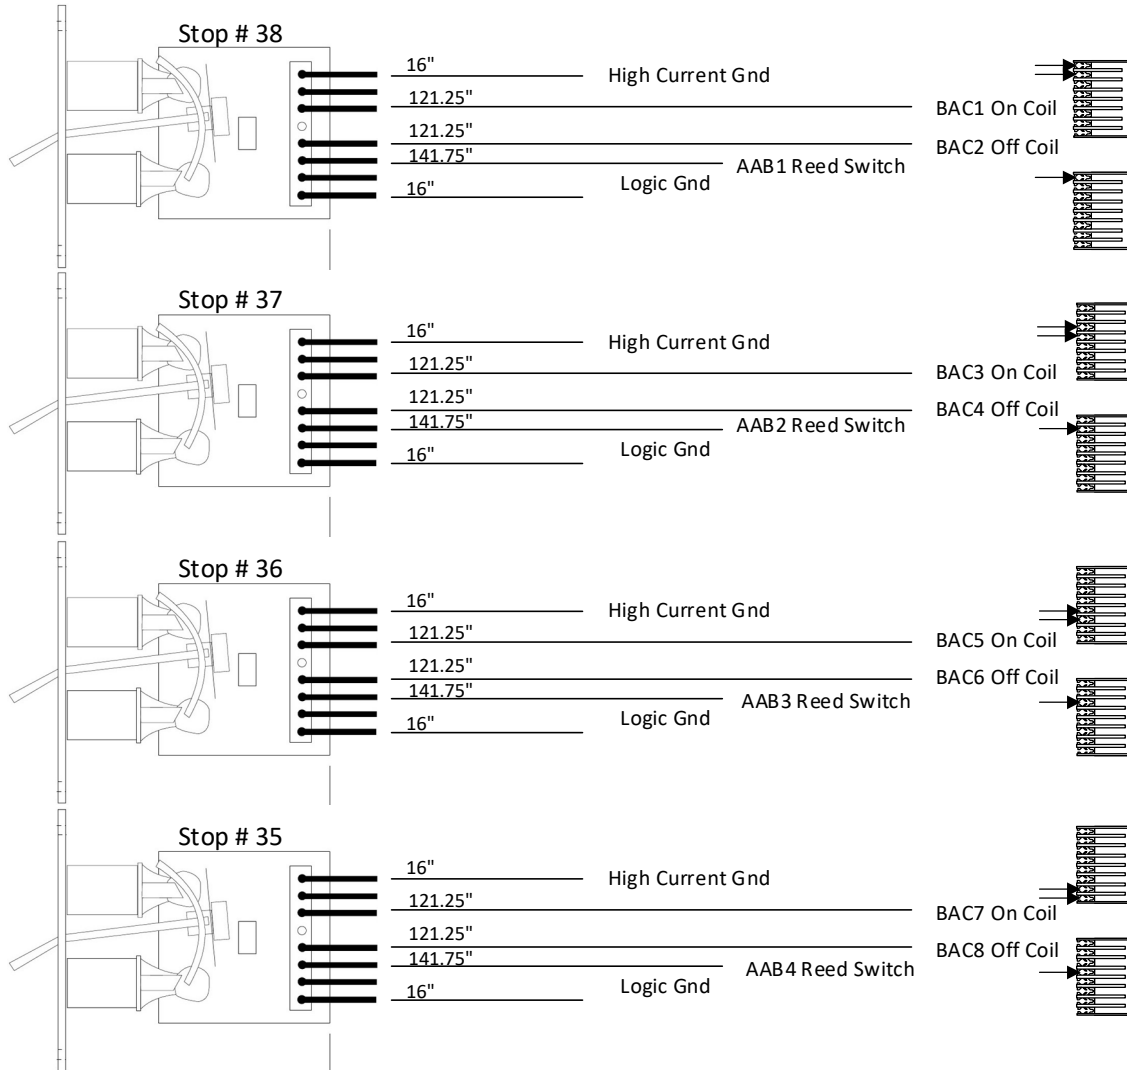 Stop # 38
16"
High Current Gnd
121.25"
BAC1 On Coil
121.25"
BAC2 Off Coil
141.75"
AAB1 Reed Switch
Logic Gnd
16"
Stop # 37
16"
High Current Gnd
121.25"
BAC3 On Coil
121.25"
BAC4 Off Coil
141.75"
AAB2 Reed Switch
Logic Gnd
16"
Stop # 36
16"
High Current Gnd
121.25"
BAC5 On Coil
121.25"
BAC6 Off Coil
141.75"
AAB3 Reed Switch
Logic Gnd
16"
Stop # 35
16"
High Current Gnd
121.25"
BAC7 On Coil
121.25"
BAC8 Off Coil
141.75"
AAB4 Reed Switch
Logic Gnd
16"